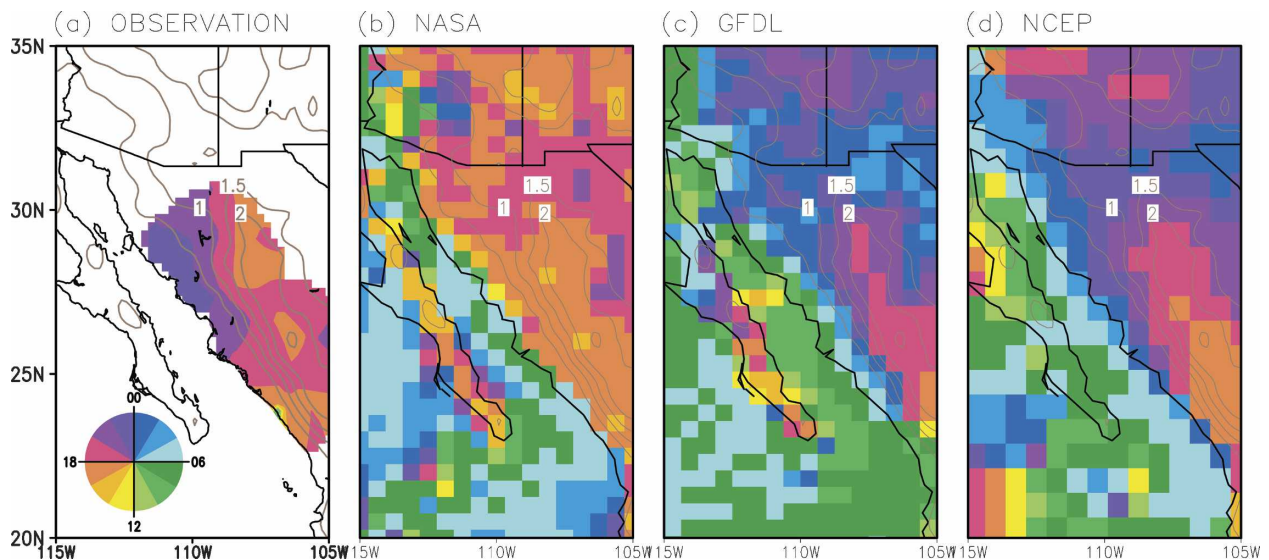 (a) OBSERVATION (b) NASA (c) GFDL (d) NCEP
35N
1.5 1.5 1.5 1.5
30N 1 2 1 2 1 2 1 2
25N
00
18 06
12
20N
115W 110W 105W 115W 110W 105W 115W 110W 105W 115W 110W 105W